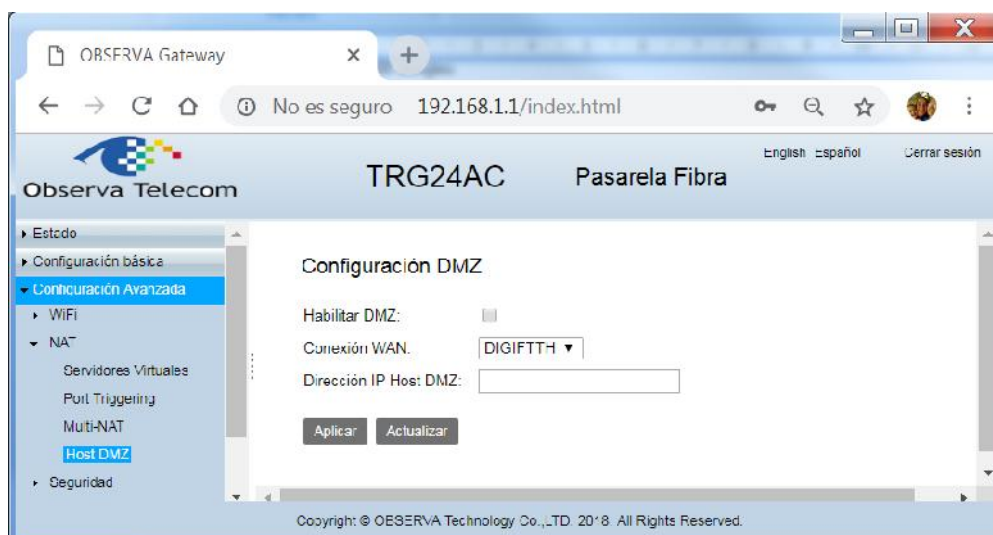 OBSERVA Gateway
No es seguro 192.168.1.1/index.html
Observa Telecom
TRG24AC
Pasarela Fibra
English Español
Cerrar sesión
Estado
Configuración básica
Configuración Avanzada
WiFi
NAT
Servidores Virtuales
Port Triggering
Multi-NAT
Host DMZ
Seguridad
Configuración DMZ
Habilitar DMZ:
Conexión WAN:
DIGIFTTH
Dirección IP Host DMZ:
Aplicar
Actualizar
Copyright © OBSERVA Technology Co.,LTD. 2018. All Rights Reserved.